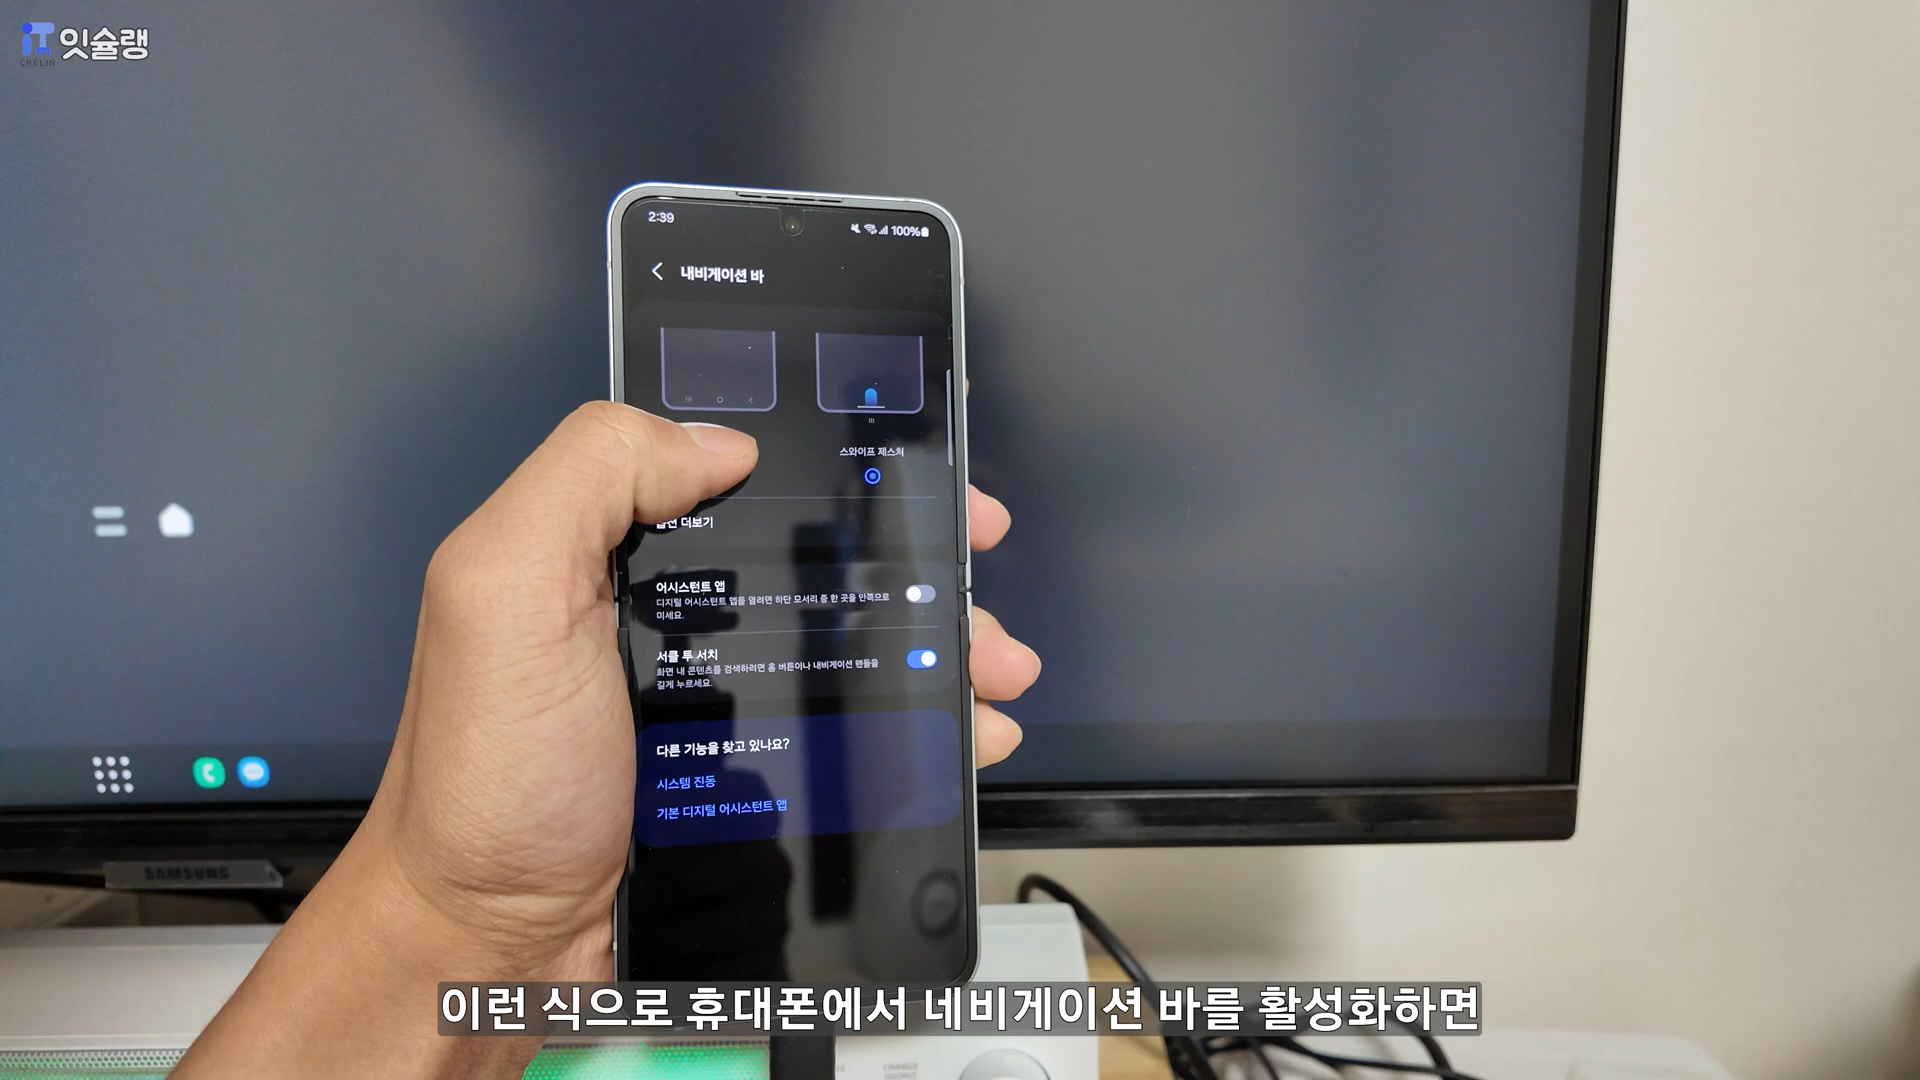 iTm
CHELIN
잇슐랭
2:39
100%
내비게이션 바
스와이프 제스처
옵션 더보기
어시스턴트 앱
디지털 어시스턴트 앱을 열려면 하단 모서리 중 한 곳을 안쪽으로
미세요.
서클 투 서치
화면 내 콘텐츠를 검색하려면 홈 버튼이나 내비게이션 핸들을
길게 누르세요.
다른 기능을 찾고 있나요?
시스템 진동
기본 디지털 어시스턴트 앱
SAMSUNG
이런 식으로 휴대폰에서 네비게이션 바를 활성화하면